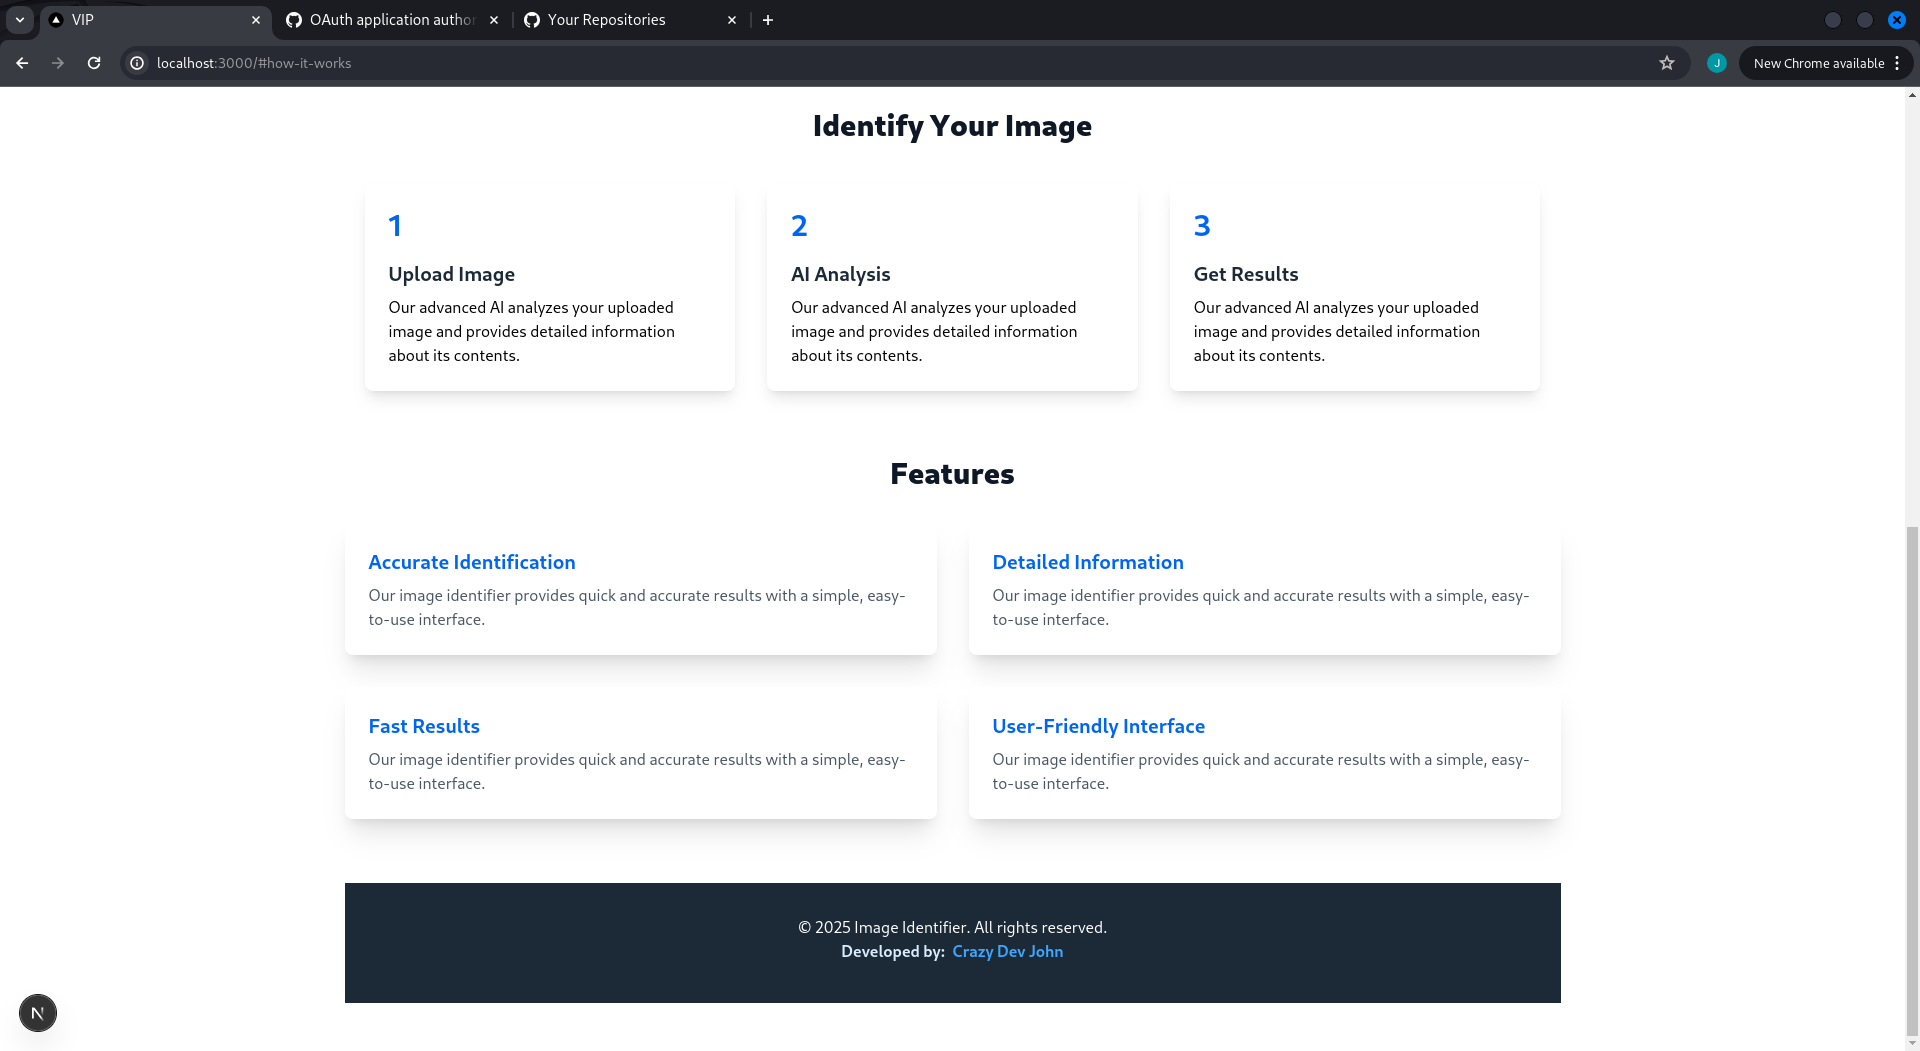 VIP
OAuth application autho
Your Repositories
localhost:3000/#how-it-works
J
New Chrome available
Identify Your Image
1
Upload Image
Our advanced AI analyzes your uploaded
image and provides detailed information
about its contents.
2
AI Analysis
Our advanced AI analyzes your uploaded
image and provides detailed information
about its contents.
3
Get Results
Our advanced AI analyzes your uploaded
image and provides detailed information
about its contents.
Features
Accurate Identification
Our image identifier provides quick and accurate results with a simple, easy-
to-use interface.
Detailed Information
Our image identifier provides quick and accurate results with a simple, easy-
to-use interface.
Fast Results
Our image identifier provides quick and accurate results with a simple, easy-
to-use interface.
User-Friendly Interface
Our image identifier provides quick and accurate results with a simple, easy-
to-use interface.
© 2025 Image Identifier. All rights reserved.
Developed by: Crazy Dev John
N